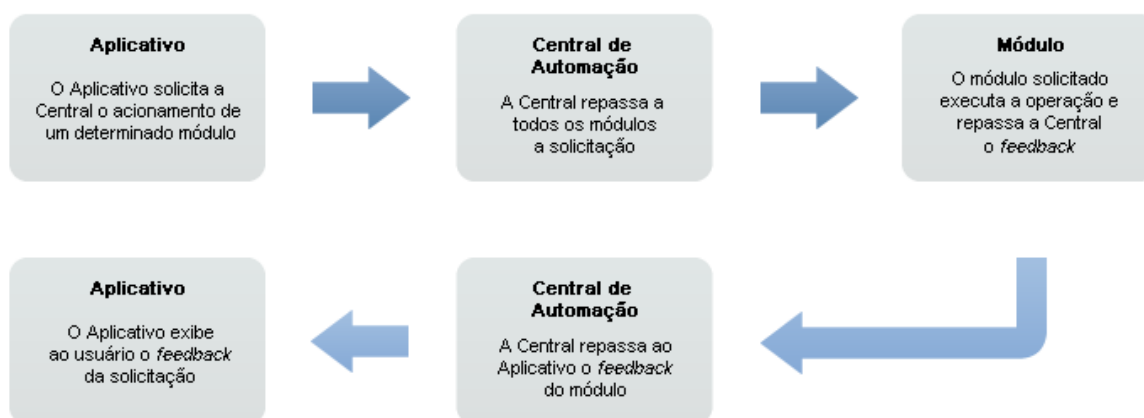 Aplicativo
O Aplicativo solicita a
Central o acionamento de
um determinado módulo
Central de
Automação
A Central repassa a
todos os módulos
a solicitação
Módulo
O módulo solicitado
executa a operação e
repassa a Central
o feedback
Aplicativo
O Aplicativo exibe
ao usuário o feedback
da solicitação
Central de
Automação
A Central repassa ao
Aplicativo o feedback
do módulo